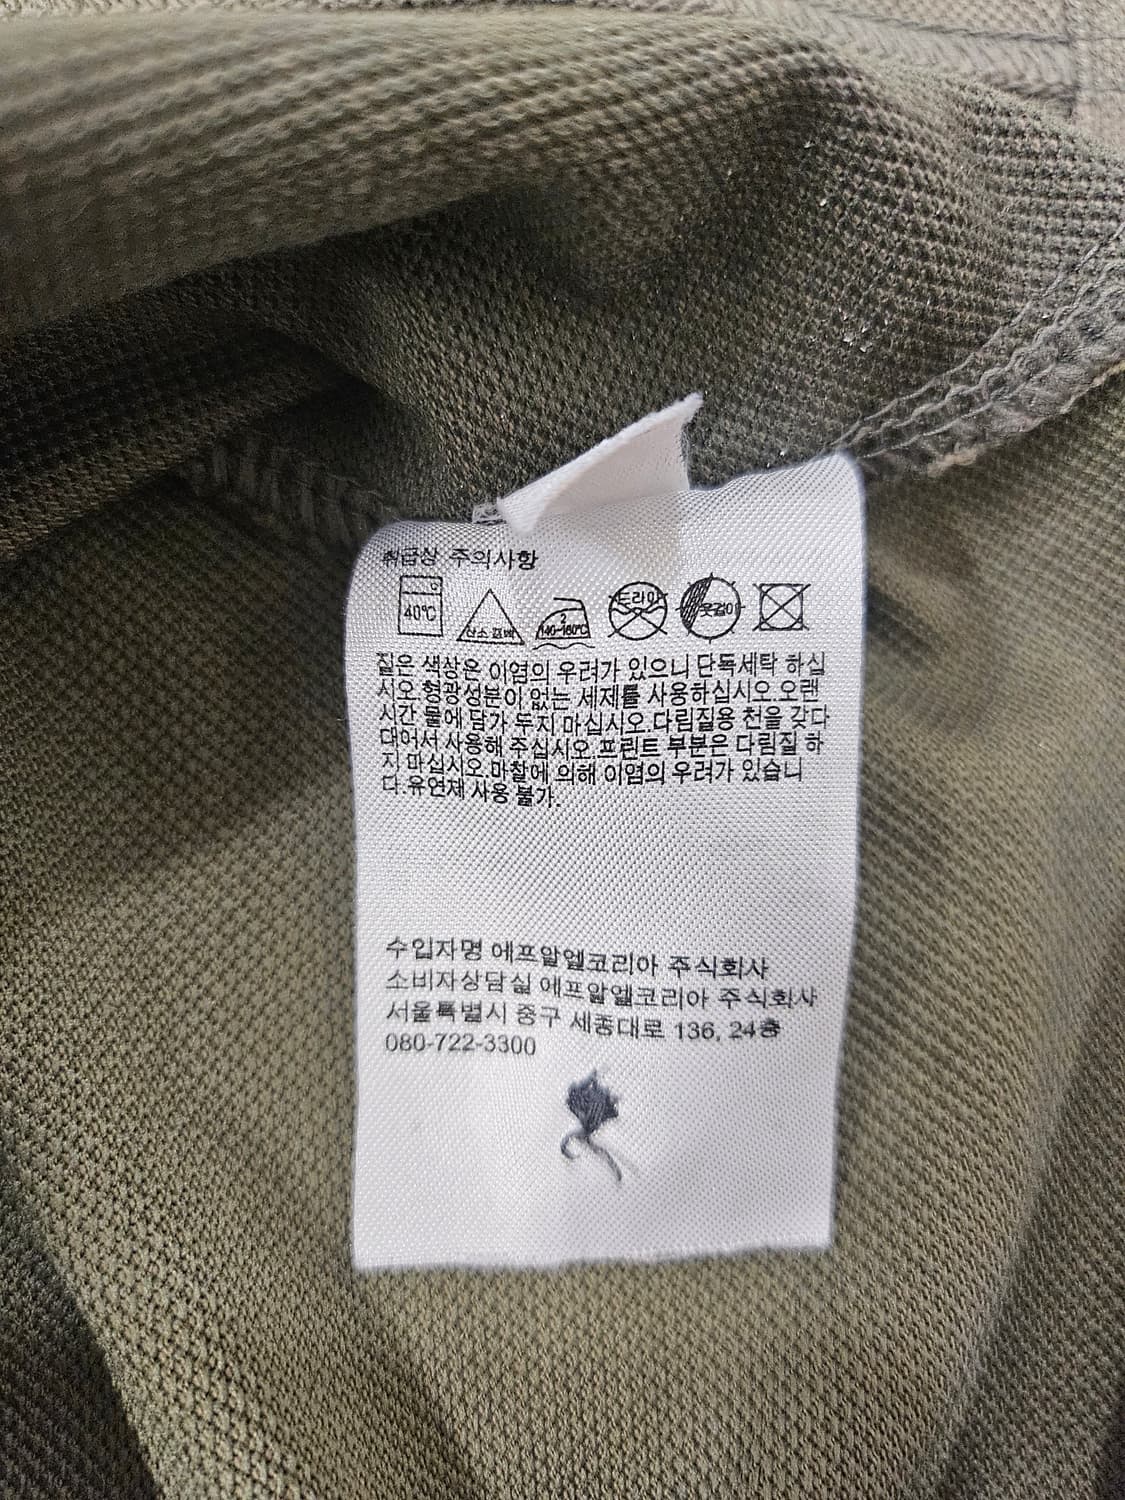 취급상 주의사항
40℃
산소 표백
2
140~160℃
드라이
옷걸이
짙은 색상은 이염의 우려가 있으니 단독세탁 하십
시오.형광성분이 없는 세제를 사용하십시오.오랜
시간 물에 담가 두지 마십시오.다림질용 천을 갖다
대어서 사용해 주십시오.프린트 부분은 다림질 하
지 마십시오.마찰에 의해 이염의 우려가 있습니
다.유연제 사용 불가.
수입자명 에프알엘코리아 주식회사
소비자상담실 에프알엘코리아 주식회사
서울특별시 중구 세종대로 136, 24층
080-722-3300